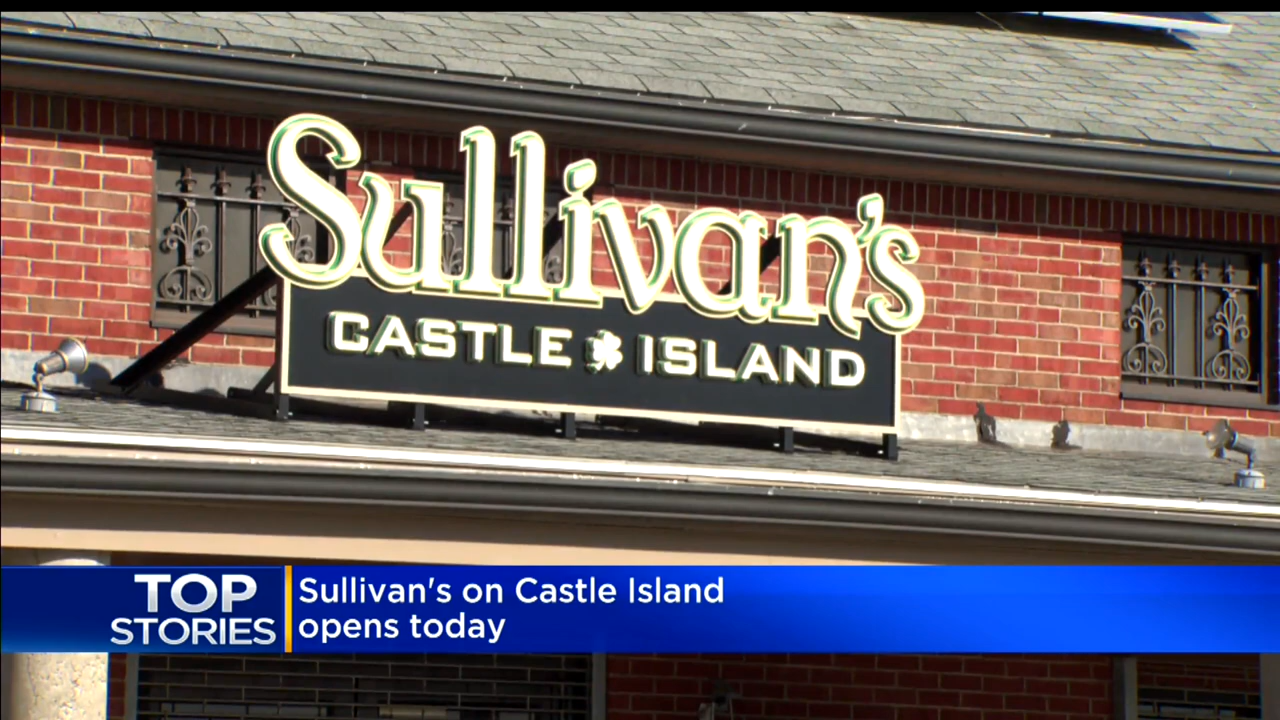 Sullivan's
CASTLE ISLAND
TOP
STORIES
Sullivan's on Castle Island
opens today